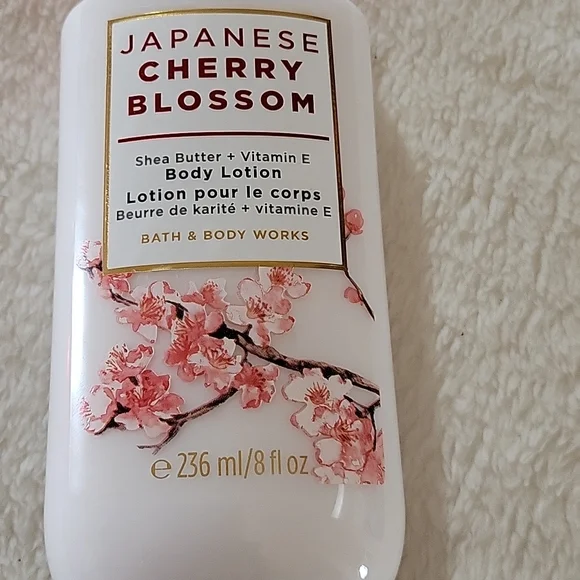 JAPANESE
CHERRY
BLOSSOM
Shea Butter + Vitamin E
Body Lotion
Lotion pour le corps
Beurre de karité + vitamine E
BATH & BODY WORKS
℮ 236 ml/8 fl oz